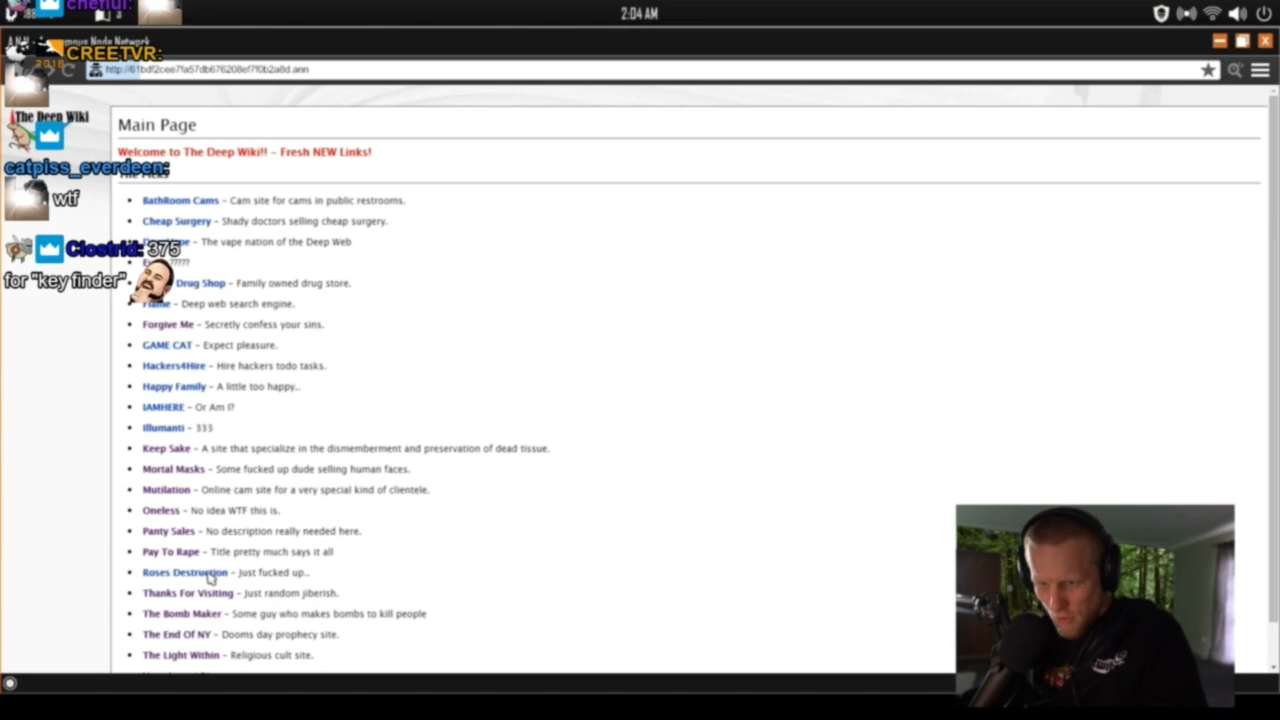 chefful:
2:04 AM
CREETVR:
2018
http://61bdf2cee7fa57db676208ef7f0b2a8d.ann
The Deep Wiki
Main Page
Welcome to The Deep Wiki!! – Fresh NEW Links!
catpiss_everdeen:
wtf
BathRoom Cams – Cam site for cams in public restrooms.
Cheap Surgery – Shady doctors selling cheap surgery.
– The vape nation of the Deep Web
Clostrid: 375
for "key finder"
?????
Drug Shop – Family owned drug store.
– Deep web search engine.
Forgive Me – Secretly confess your sins.
GAME CAT – Expect pleasure.
Hackers4Hire – Hire hackers todo tasks.
Happy Family – A little too happy..
IAMHERE – Or Am I?
Illumanti – 333
Keep Sake – A site that specialize in the dismemberment and preservation of dead tissue.
Mortal Masks – Some fucked up dude selling human faces.
Mutilation – Online cam site for a very special kind of clientele.
Oneless – No idea WTF this is.
Panty Sales – No description really needed here.
Pay To Rape – Title pretty much says it all
Roses Destruction – Just fucked up..
Thanks For Visiting – Just random jiberish.
The Bomb Maker – Some guy who makes bombs to kill people
The End Of NY – Dooms day prophecy site.
The Light Within – Religious cult site.